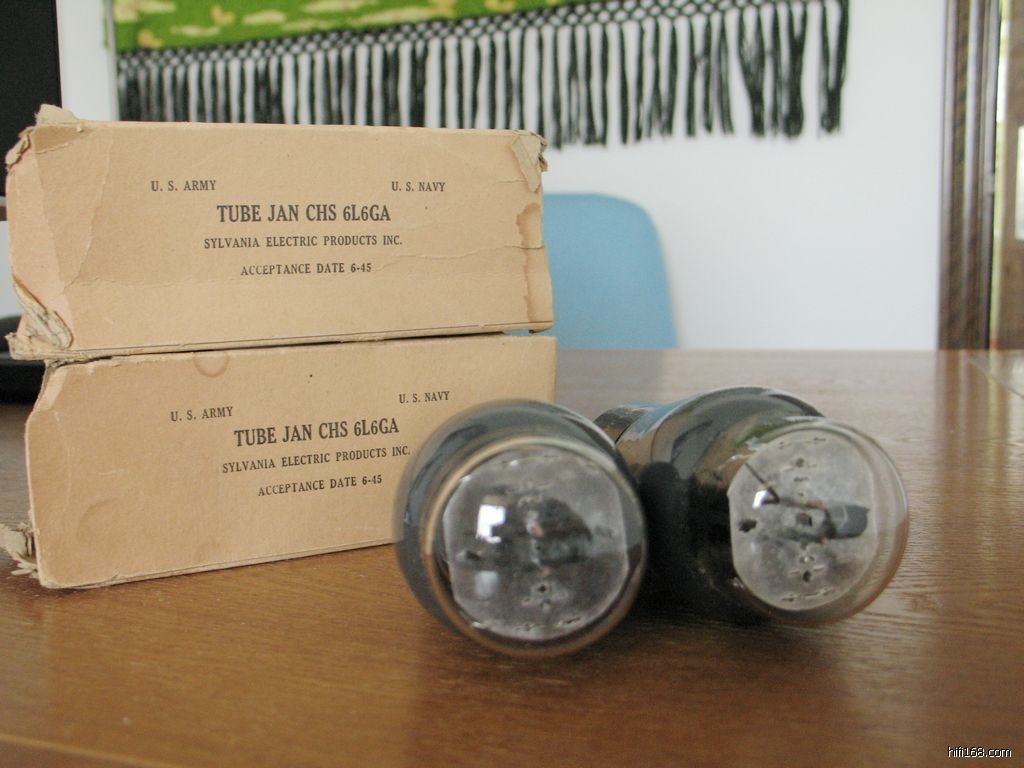 U. S. ARMY U. S. NAVY
TUBE JAN CHS 6L6GA
SYLVANIA ELECTRIC PRODUCTS INC.
ACCEPTANCE DATE 6-45
U. S. ARMY U. S. NAVY
TUBE JAN CHS 6L6GA
SYLVANIA ELECTRIC PRODUCTS INC.
ACCEPTANCE DATE 6-45
hifi168.com